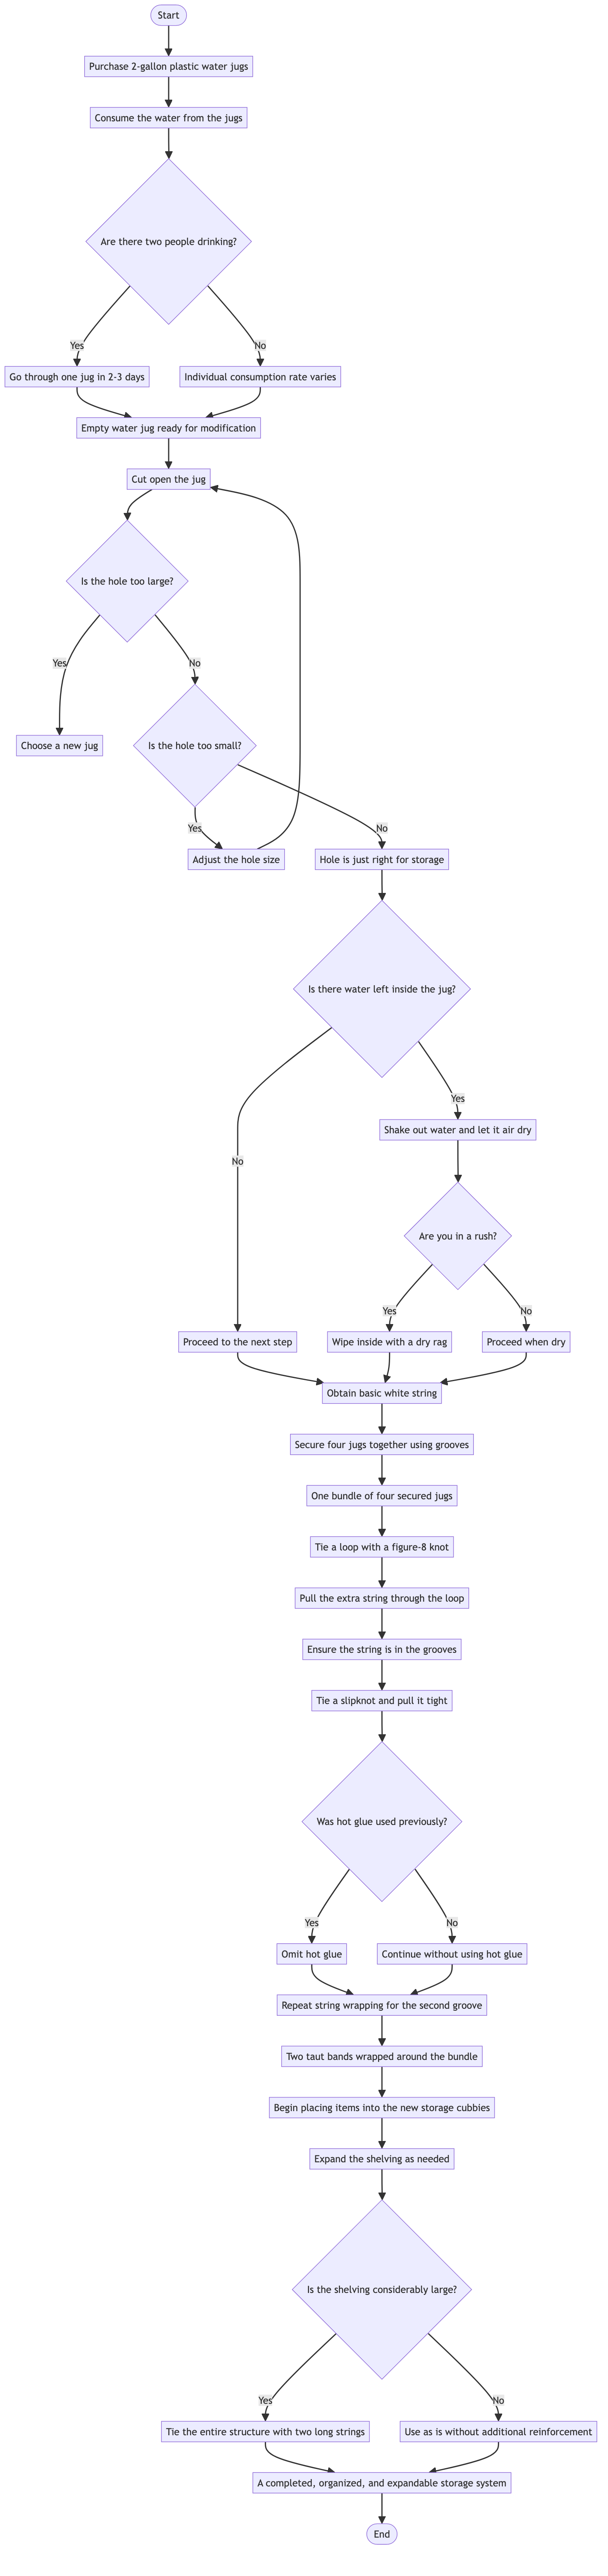 Start
Purchase 2-gallon plastic water jugs
Consume the water from the jugs
Are there two people drinking?
Yes
No
Go through one jug in 2-3 days
Individual consumption rate varies
Empty water jug ready for modification
Cut open the jug
Is the hole too large?
Yes
No
Choose a new jug
Is the hole too small?
Yes
No
Adjust the hole size
Hole is just right for storage
Is there water left inside the jug?
Yes
Shake out water and let it air dry
No
Are you in a rush?
Yes
No
Proceed to the next step
Wipe inside with a dry rag
Proceed when dry
Obtain basic white string
Secure four jugs together using grooves
One bundle of four secured jugs
Tie a loop with a figure-8 knot
Pull the extra string through the loop
Ensure the string is in the grooves
Tie a slipknot and pull it tight
Was hot glue used previously?
Yes
No
Omit hot glue
Continue without using hot glue
Repeat string wrapping for the second groove
Two taut bands wrapped around the bundle
Begin placing items into the new storage cubbies
Expand the shelving as needed
Is the shelving considerably large?
Yes
No
Tie the entire structure with two long strings
Use as is without additional reinforcement
A completed, organized, and expandable storage system
End